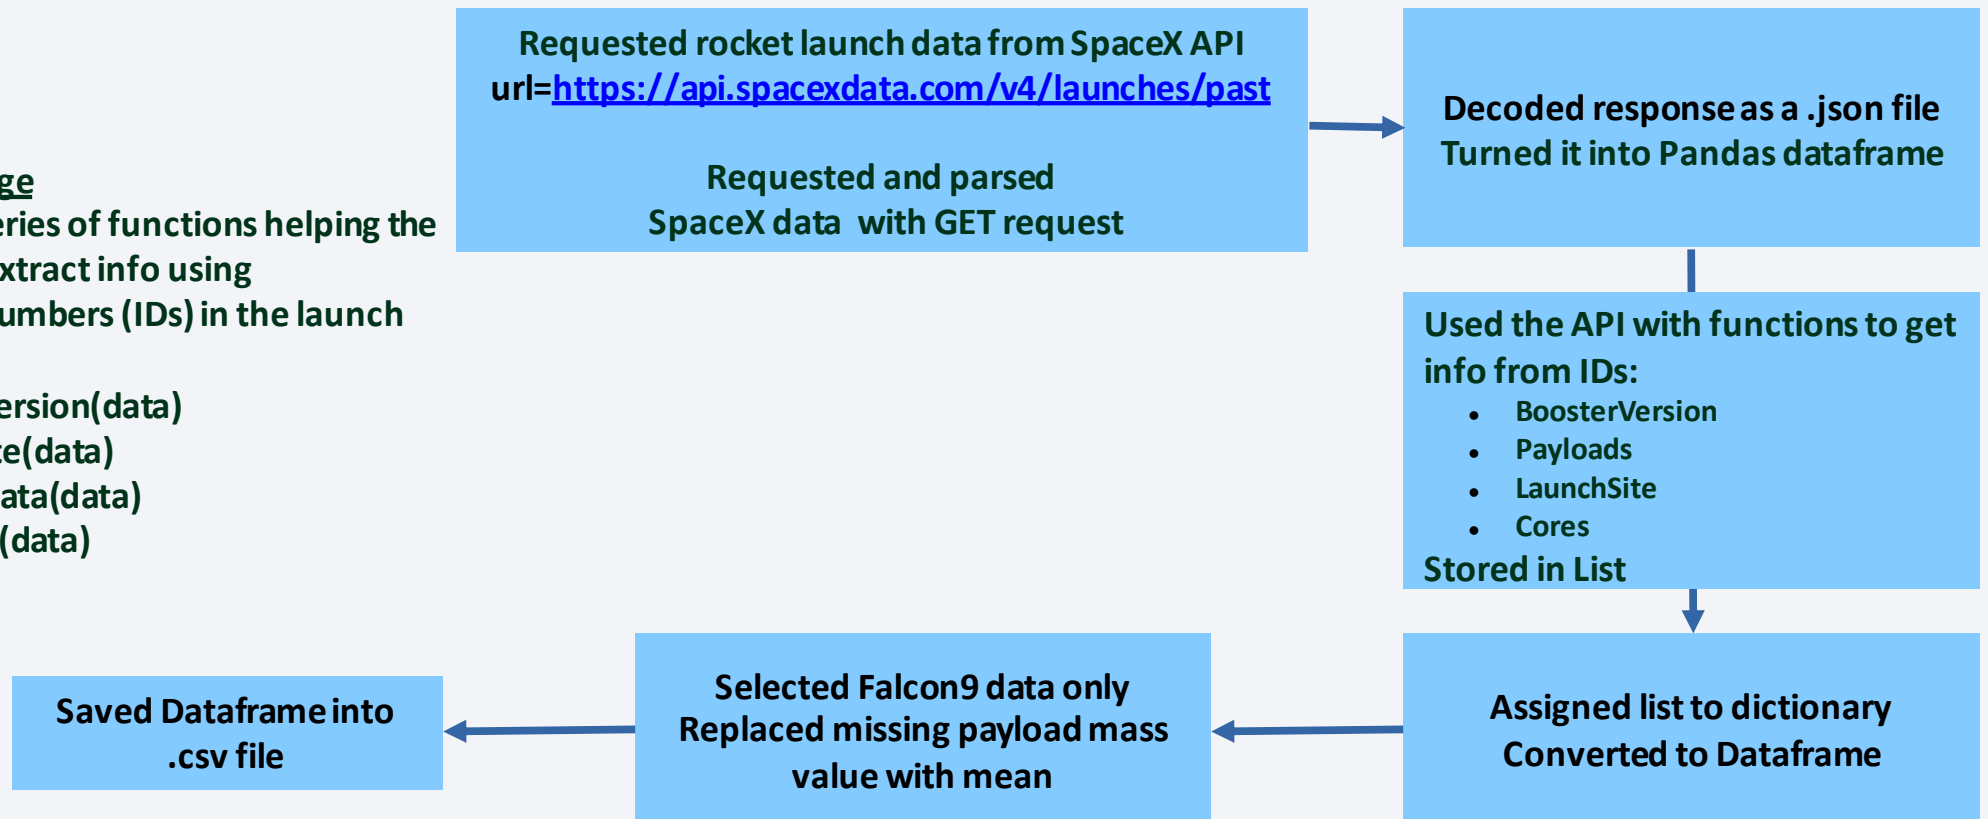 Requested rocket launch data from SpaceX API
url=https://api.spacexdata.com/v4/launches/past
Requested and parsed
SpaceX data with GET request
Decoded response as a .json file
Turned it into Pandas dataframe
ge
eries of functions helping the
xtract info using
umbers (IDs) in the launch
ersion(data)
te(data)
ata(data)
(data)
Used the API with functions to get
info from IDs:
• BoosterVersion
• Payloads
• LaunchSite
• Cores
Stored in List
Assigned list to dictionary
Converted to Dataframe
Selected Falcon9 data only
Replaced missing payload mass
value with mean
Saved Dataframe into
.csv file